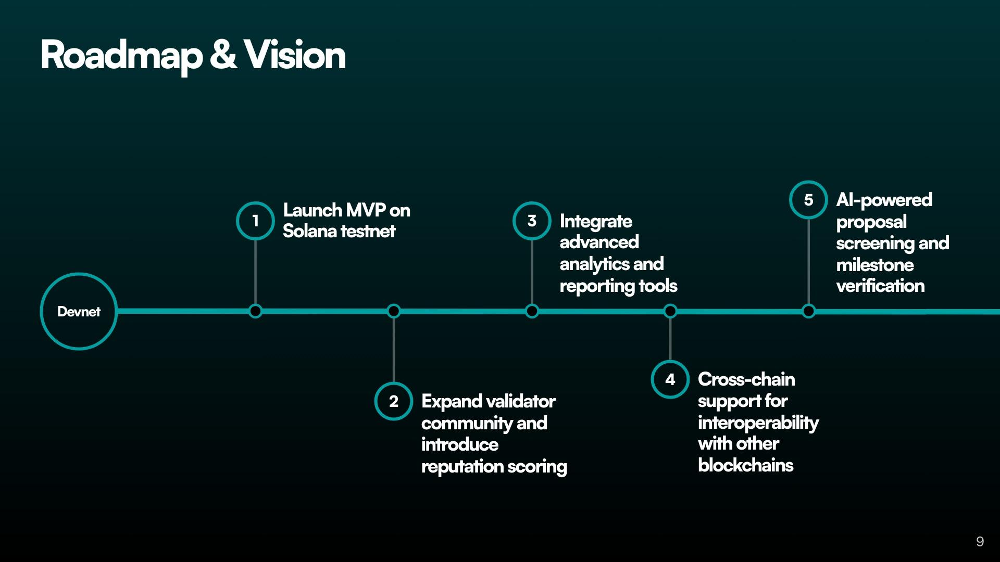 Roadmap & Vision
Devnet
1
Launch MVP on
Solana testnet
2
Expand validator
community and
introduce
reputation scoring
3
Integrate
advanced
analytics and
reporting tools
4
Cross-chain
support for
interoperability
with other
blockchains
5
AI-powered
proposal
screening and
milestone
verification
9